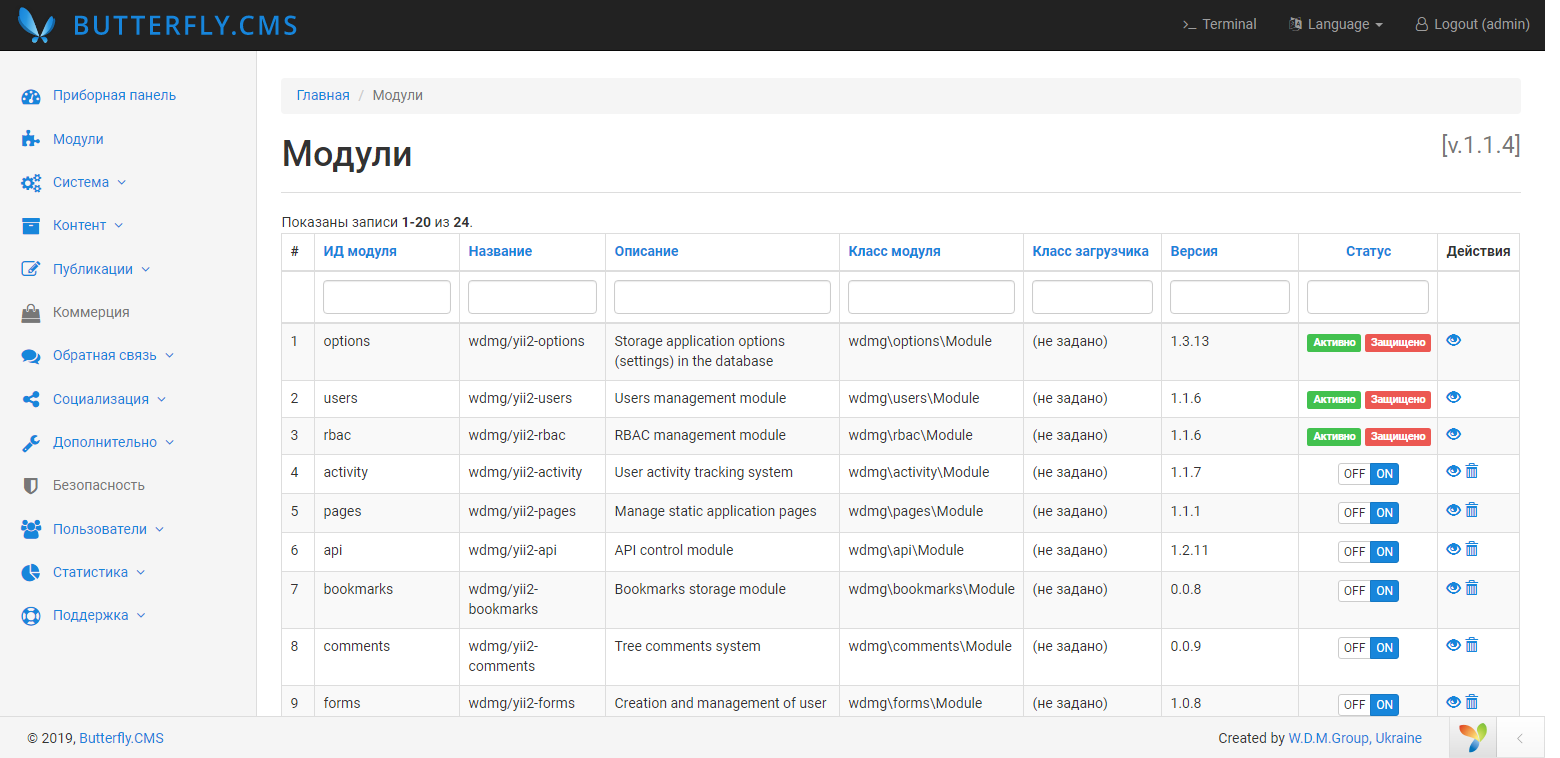 BUTTERFLY.CMS
>_ Terminal Language Logout (admin)
Приборная панель
Модули
Система
Контент
Публикации
Коммерция
Обратная связь
Социализация
Дополнительно
Безопасность
Пользователи
Статистика
Поддержка
Главная / Модули
Модули [v.1.1.4]
Показаны записи 1-20 из 24.
# ИД модуля Название Описание Класс модуля Класс загрузчика Версия Статус Действия
1 options wdmg/yii2-options Storage application options wdmg\options\Module (не задано) 1.3.13 Активно Защищено
(settings) in the database
2 users wdmg/yii2-users Users management module wdmg\users\Module (не задано) 1.1.6 Активно Защищено
3 rbac wdmg/yii2-rbac RBAC management module wdmg\rbac\Module (не задано) 1.1.6 Активно Защищено
4 activity wdmg/yii2-activity User activity tracking system wdmg\activity\Module (не задано) 1.1.7 OFF ON
5 pages wdmg/yii2-pages Manage static application pages wdmg\pages\Module (не задано) 1.1.1 OFF ON
6 api wdmg/yii2-api API control module wdmg\api\Module (не задано) 1.2.11 OFF ON
7 bookmarks wdmg/yii2- Bookmarks storage module wdmg\bookmarks\Module (не задано) 0.0.8 OFF ON
bookmarks
8 comments wdmg/yii2- Tree comments system wdmg\comments\Module (не задано) 0.0.9 OFF ON
comments
9 forms wdmg/yii2-forms Creation and management of user wdmg\forms\Module (не задано) 1.0.8 OFF ON
© 2019, Butterfly.CMS Created by W.D.M.Group, Ukraine